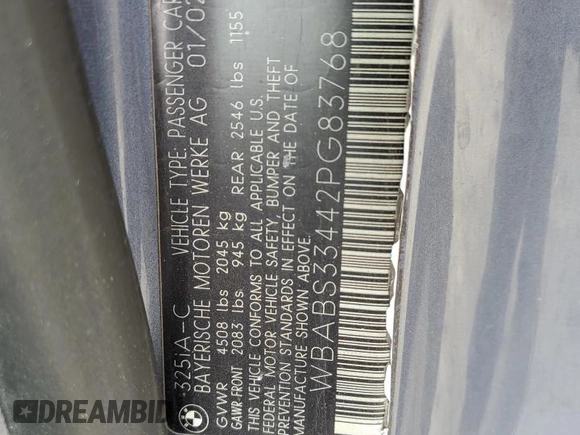 325iA-C VEHICLE TYPE: PASSENGER CAR
BAYERISCHE MOTOREN WERKE AG 01/02
GVWR 4508 lbs 2045 kg
GAWR-FRONT 2083 lbs 945 kg REAR 2546 lbs 1155
THIS VEHICLE CONFORMS TO ALL APPLICABLE U.S.
FEDERAL MOTOR VEHICLE SAFETY, BUMPER AND THEFT
PREVENTION STANDARDS IN EFFECT ON THE DATE OF
MANUFACTURE SHOWN ABOVE.
WBABS33442PG83768
DREAMBID